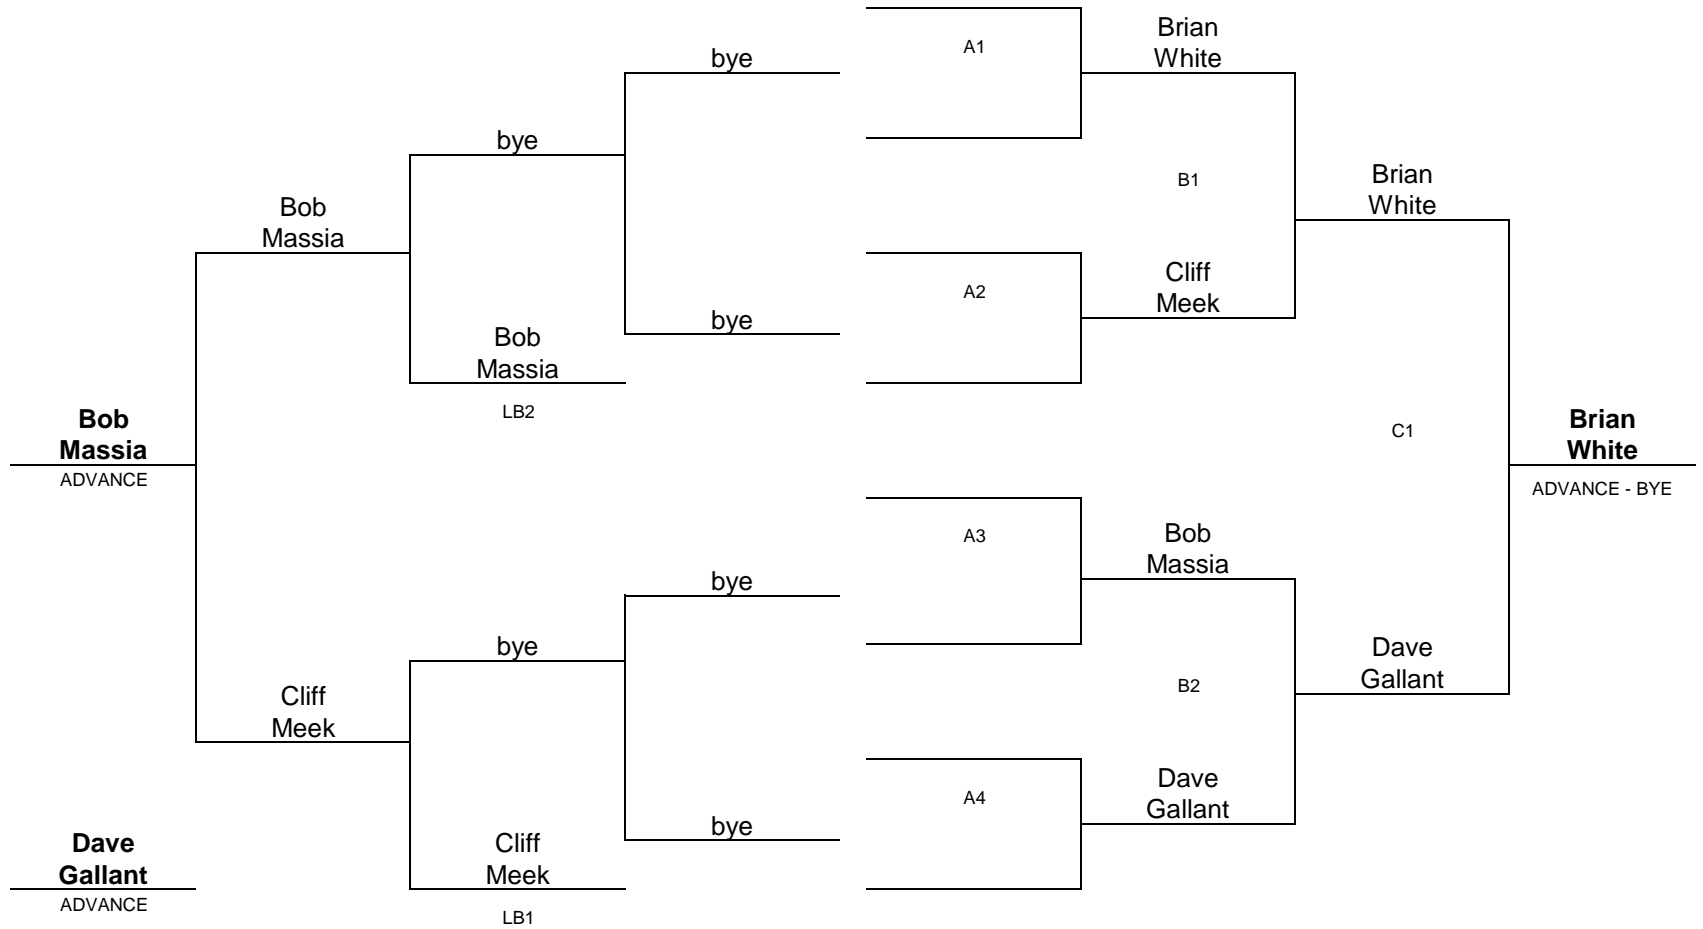 A1
Brian
White
bye
bye
B1
Brian
White
Bob
Massia
Cliff
Meek
A2
bye
Bob
Massia
LB2
Bob
Massia
ADVANCE
C1
Brian
White
ADVANCE - BYE
A3
Bob
Massia
bye
bye
Dave
Gallant
B2
Cliff
Meek
Dave
Gallant
A4
bye
Cliff
Meek
LB1
Dave
Gallant
ADVANCE